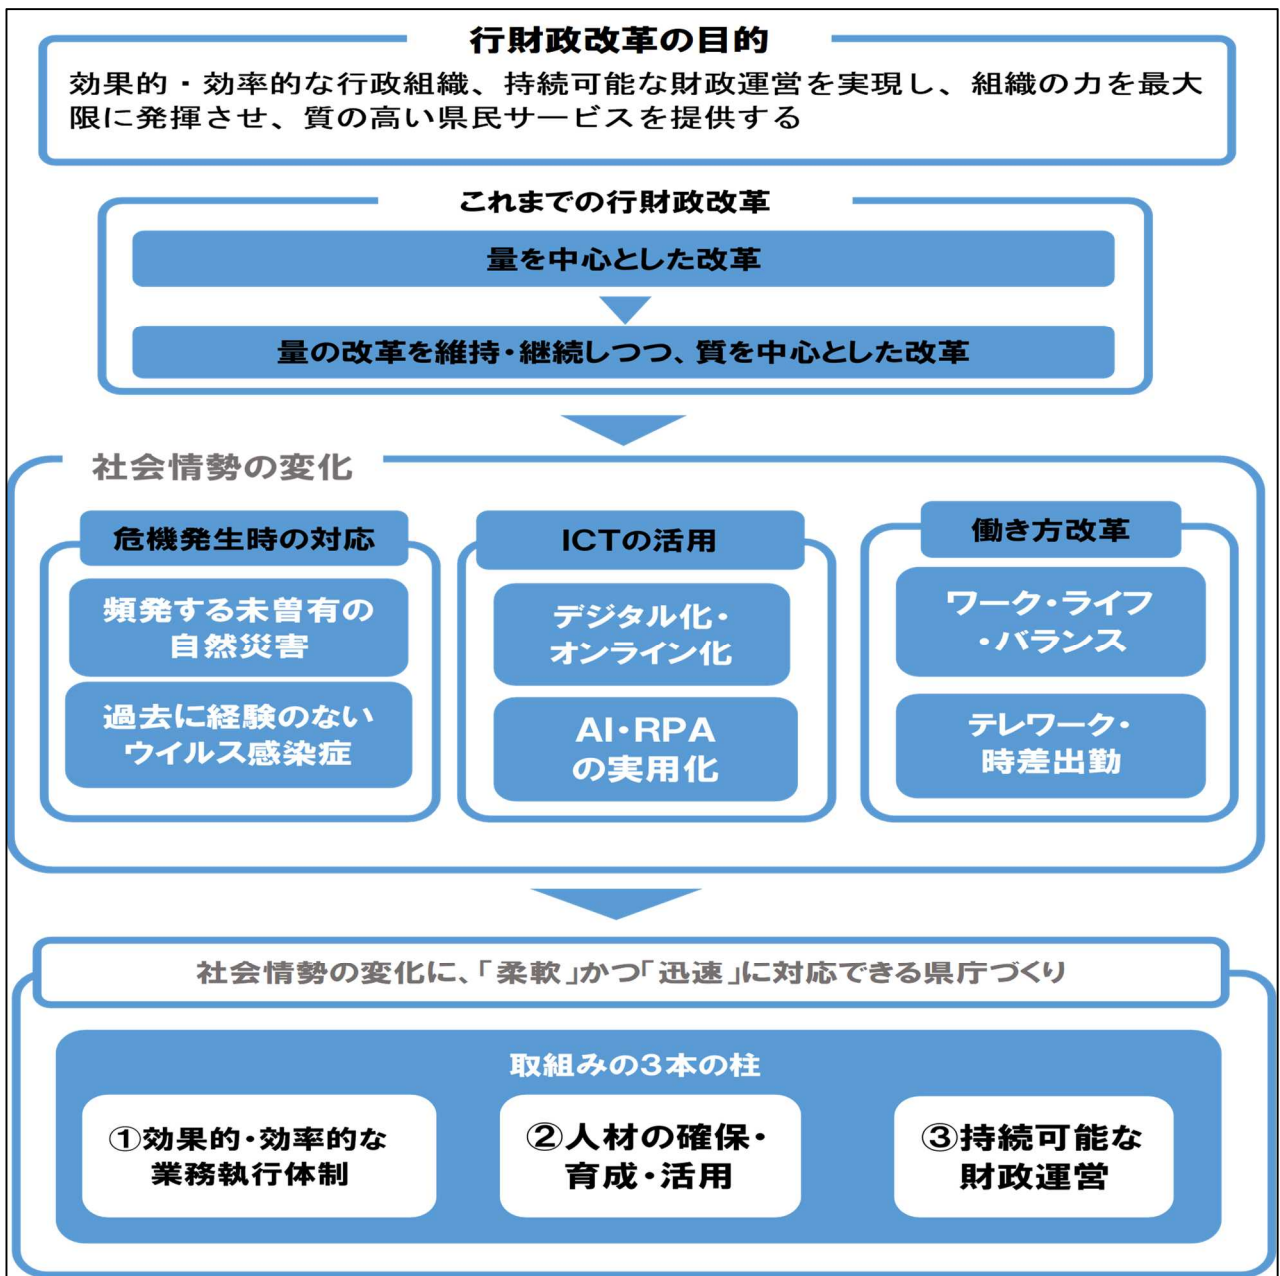 行財政改革の目的
効果的・効率的な行政組織、持続可能な財政運営を実現し、組織の力を最大
限に発揮させ、質の高い県民サービスを提供する
これまでの行財政改革
量を中心とした改革
量の改革を維持・継続しつつ、質を中心とした改革
社会情勢の変化
危機発生時の対応
頻発する未曽有の
自然災害
過去に経験のない
ウイルス感染症
ICTの活用
デジタル化・
オンライン化
AI・RPA
の実用化
働き方改革
ワーク・ライフ
・バランス
テレワーク・
時差出勤
社会情勢の変化に、「柔軟」かつ「迅速」に対応できる県庁づくり
取組みの3本の柱
①効果的・効率的な
業務執行体制
②人材の確保・
育成・活用
③持続可能な
財政運営